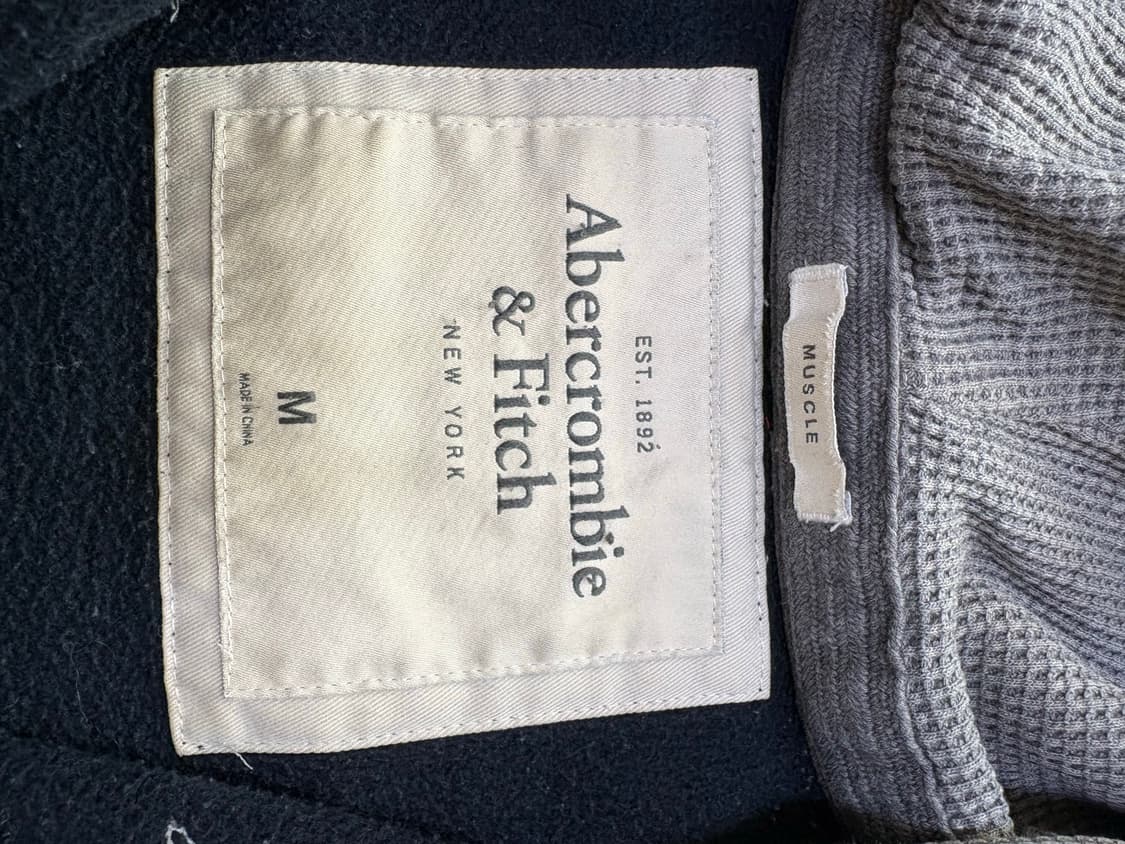 MUSCLE
EST. 1892
Abercrombie
& Fitch
NEW YORK
M
MADE IN CHINA